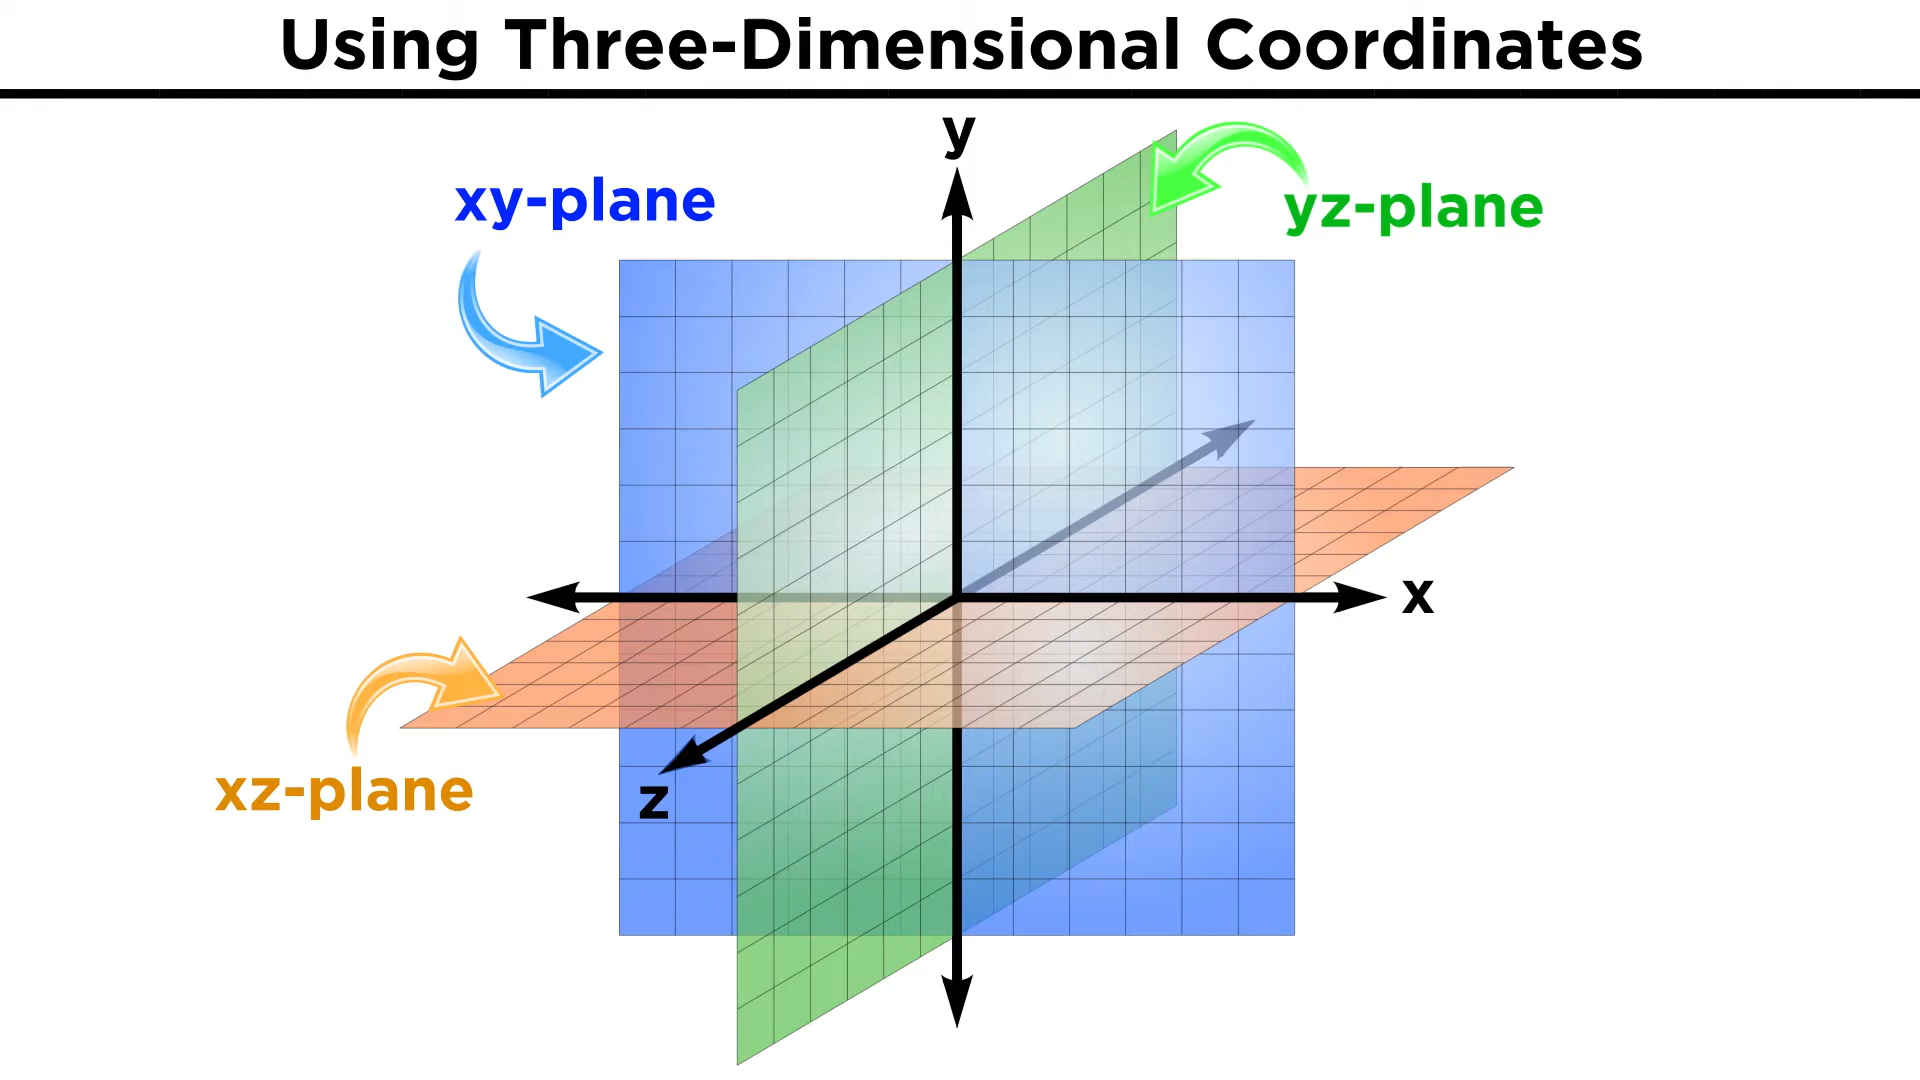 Using Three-Dimensional Coordinates
y
xy-plane
yz-plane
x
xz-plane
z